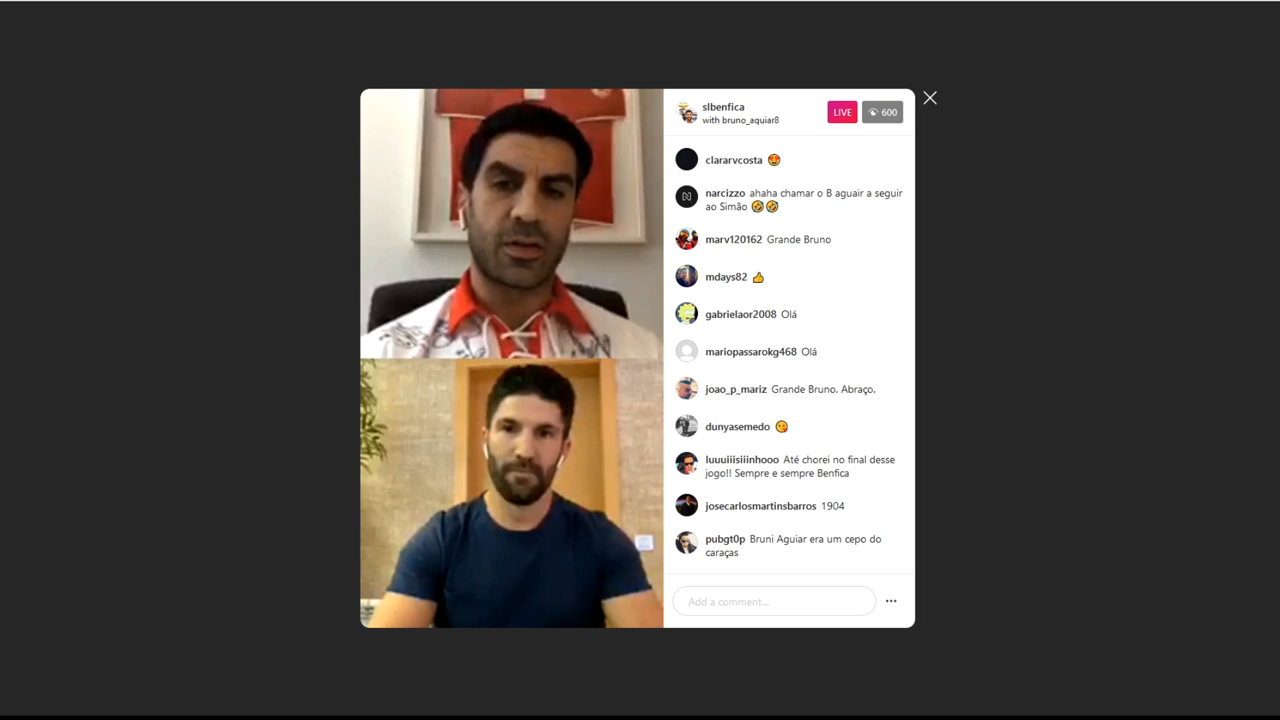 slbenfica
with bruno_aguiar8
LIVE
600
clararvcosta 😍
narcizzo ahaha chamar o B aguair a seguir
ao Simão 🤣🤣
marv120162 Grande Bruno
mdays82 👍
gabrielaor2008 Olá
mariopassarokg468 Olá
joao_p_mariz Grande Bruno. Abraço.
dunyasemedo 😘
luuuiiisiiinhooo Até chorei no final desse
jogo!! Sempre e sempre Benfica
josecarlosmartinsbarros 1904
pubgt0p Bruni Aguiar era um cepo do
caraças
Add a comment...